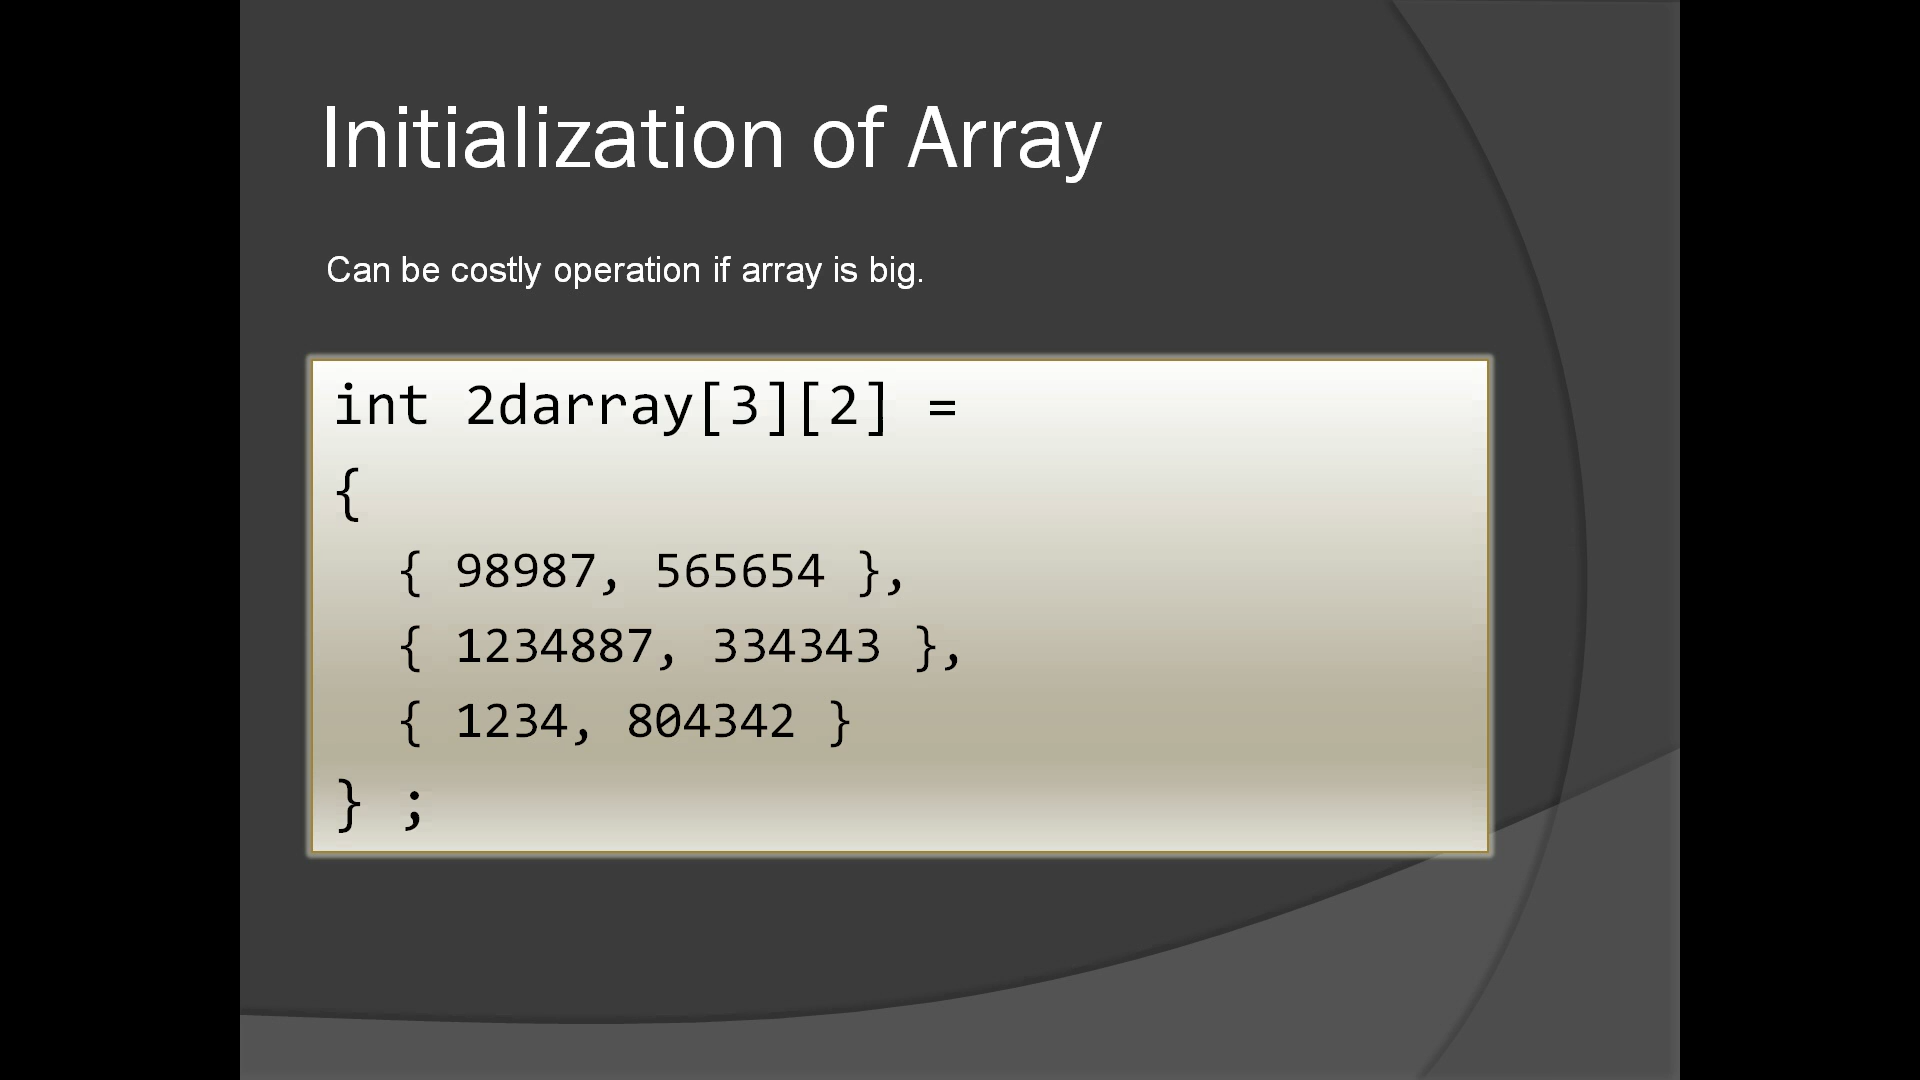 Initialization of Array
Can be costly operation if array is big.
int 2darray[3][2] =
{
{ 98987, 565654 },
{ 1234887, 334343 },
{ 1234, 804342 }
} ;